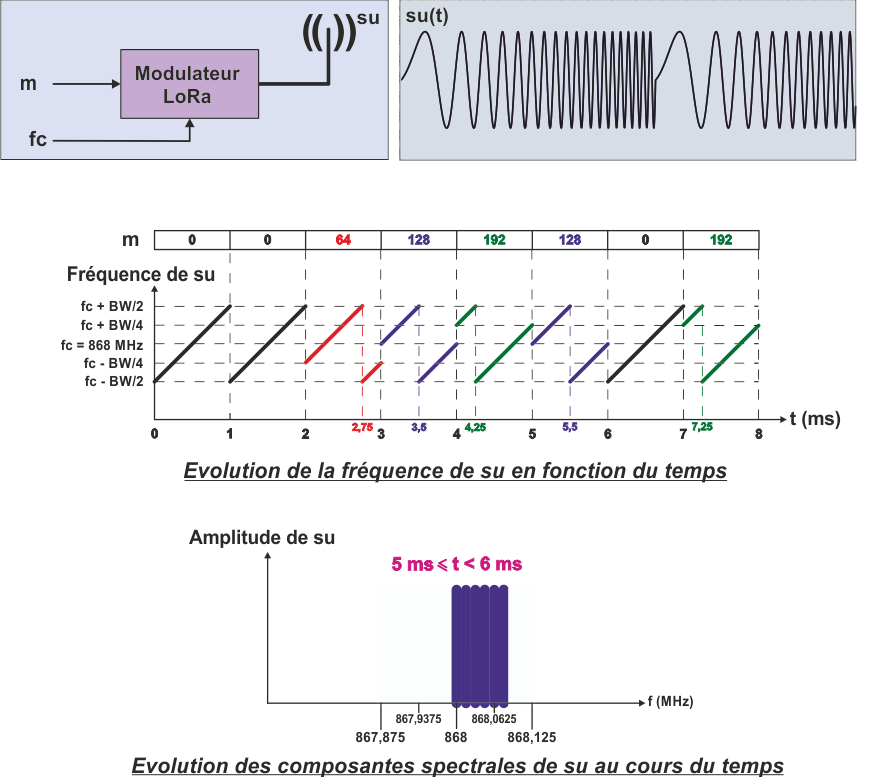 su
Modulateur
LoRa
m
fc
su(t)
m 0 0 64 128 192 128 0 192
Fréquence de su
fc + BW/2
fc + BW/4
fc = 868 MHz
fc - BW/4
fc - BW/2
t (ms)
0 1 2 2,75 3 3,5 4 4,25 5 5,5 6 7 7,25 8
Evolution de la fréquence de su en fonction du temps
Amplitude de su
5 ms ⩽ t < 6 ms
f (MHz)
867,9375 868,0625
867,875 868 868,125
Evolution des composantes spectrales de su au cours du temps